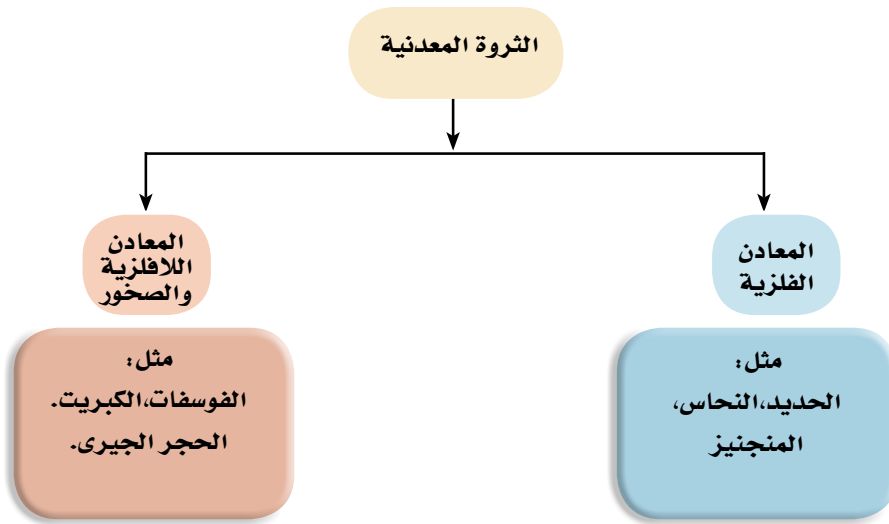 الثروة المعدنية
المعادن
الفلزية
مثل:
الحديد،النحاس،
المنجنيز
المعادن
اللافلزية
والصخور
مثل:
الفوسفات،الكبريت.
الحجر الجيرى.